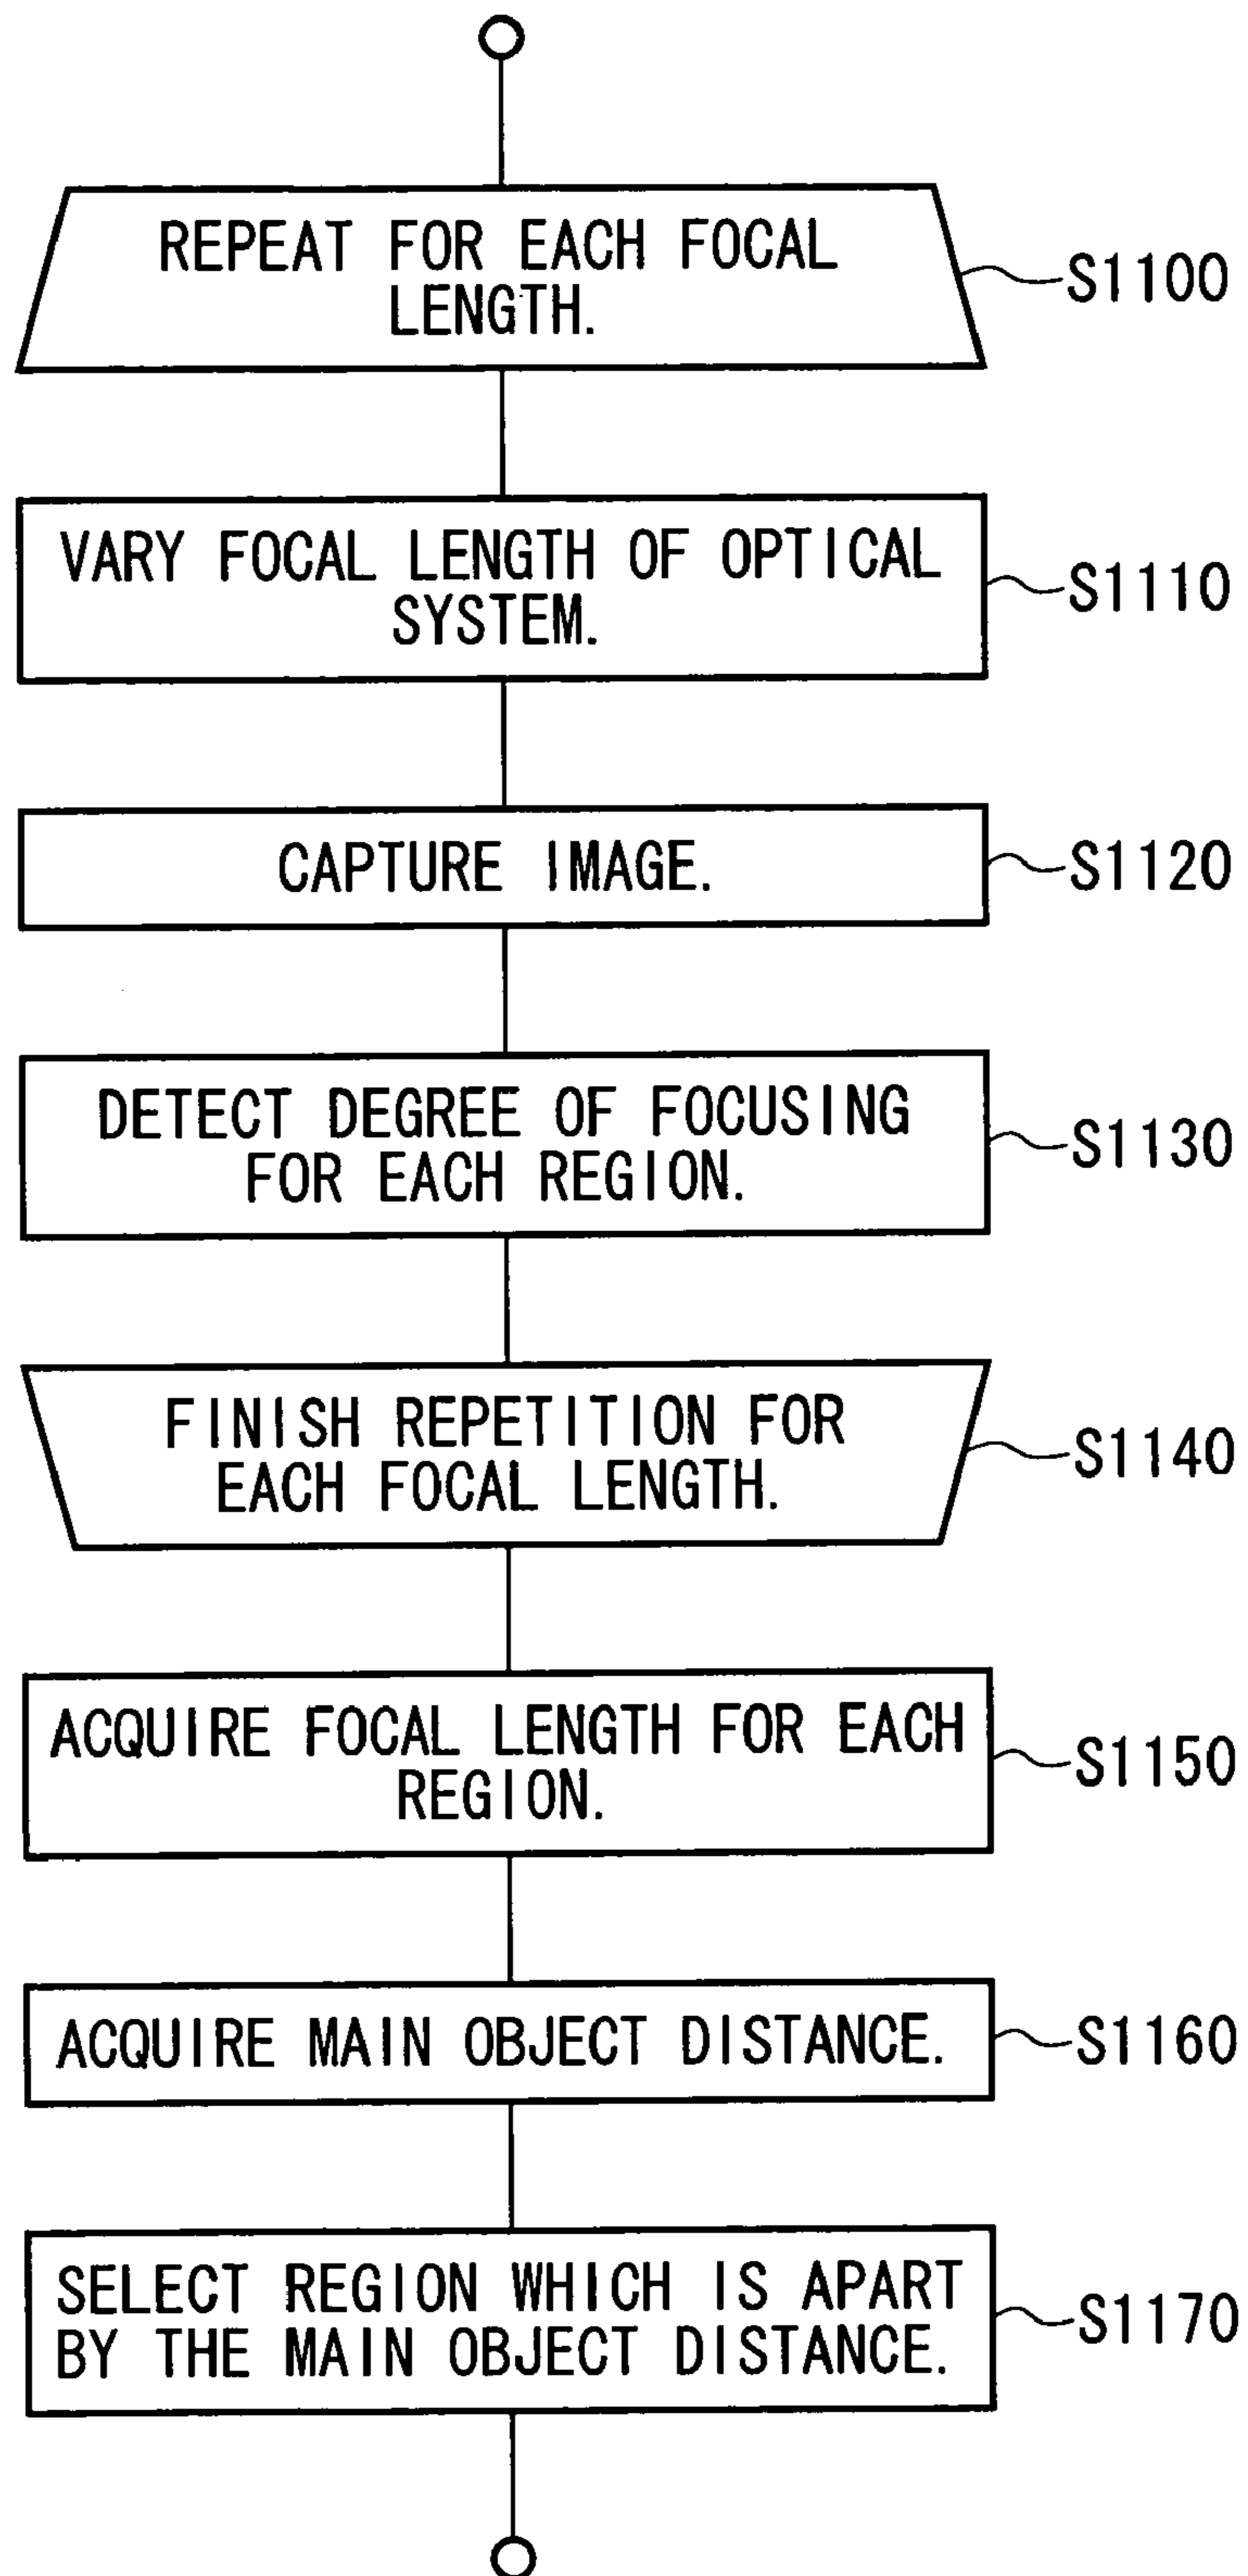 REPEAT FOR EACH FOCAL
LENGTH.
S1100
VARY FOCAL LENGTH OF OPTICAL
SYSTEM.
S1110
CAPTURE IMAGE.
S1120
DETECT DEGREE OF FOCUSING
FOR EACH REGION.
S1130
FINISH REPETITION FOR
EACH FOCAL LENGTH.
S1140
ACQUIRE FOCAL LENGTH FOR EACH
REGION.
S1150
ACQUIRE MAIN OBJECT DISTANCE.
S1160
SELECT REGION WHICH IS APART
BY THE MAIN OBJECT DISTANCE.
S1170